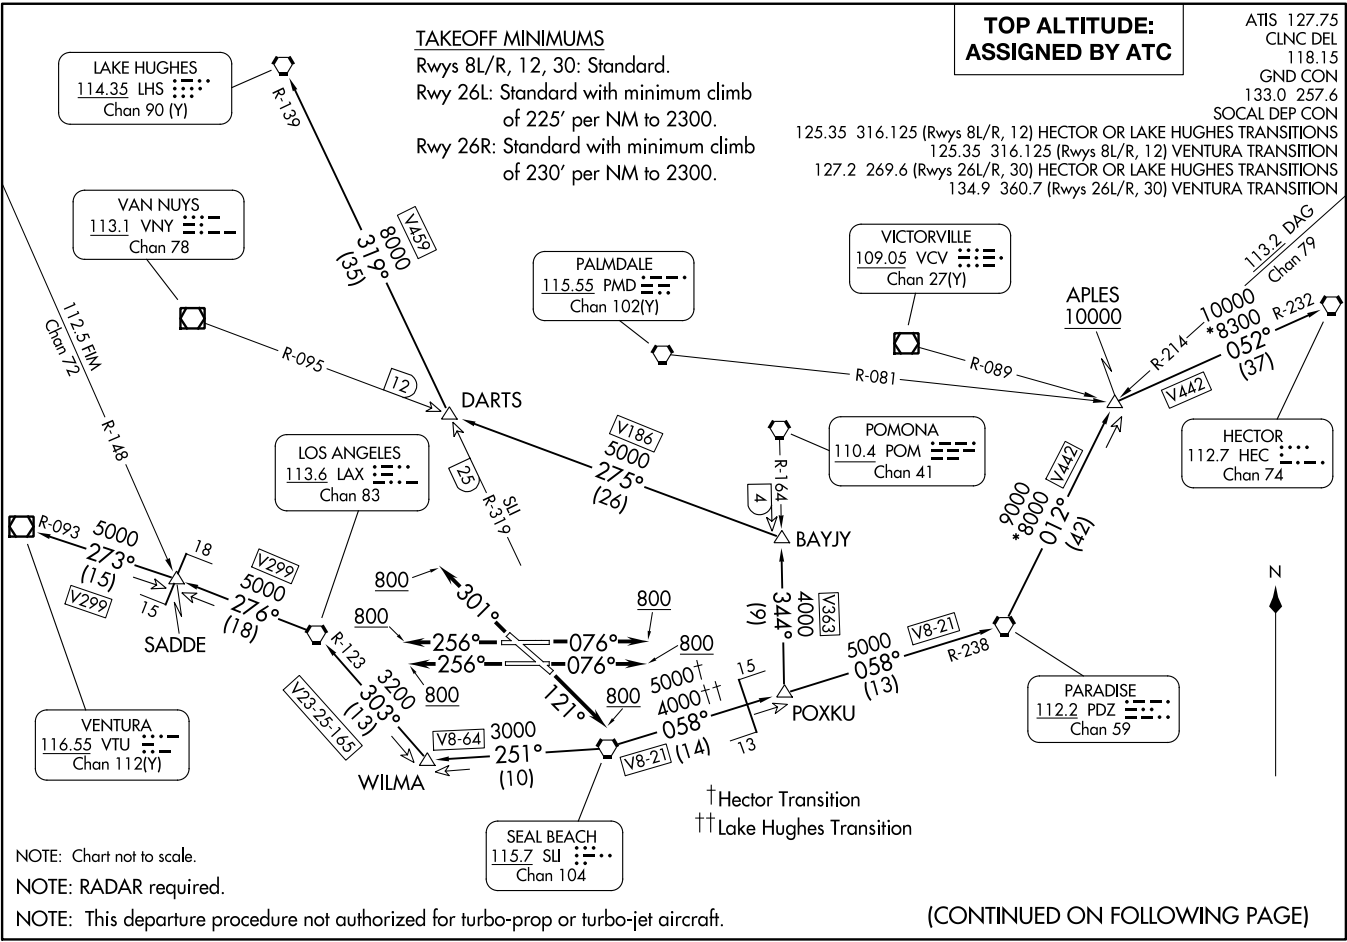 TOP ALTITUDE:
ASSIGNED BY ATC
ATIS 127.75
CLNC DEL
118.15
GND CON
133.0 257.6
SOCAL DEP CON
125.35 316.125 (Rwys 8L/R, 12) HECTOR OR LAKE HUGHES TRANSITIONS
125.35 316.125 (Rwys 8L/R, 12) VENTURA TRANSITION
127.2 269.6 (Rwys 26L/R, 30) HECTOR OR LAKE HUGHES TRANSITIONS
134.9 360.7 (Rwys 26L/R, 30) VENTURA TRANSITION
TAKEOFF MINIMUMS
Rwys 8L/R, 12, 30: Standard.
Rwy 26L: Standard with minimum climb
of 225' per NM to 2300.
Rwy 26R: Standard with minimum climb
of 230' per NM to 2300.
LAKE HUGHES
114.35 LHS
Chan 90 (Y)
R-139
VAN NUYS
113.1 VNY
Chan 78
V459
8000
319°
(35)
PALMDALE
115.55 PMD
Chan 102(Y)
VICTORVILLE
109.05 VCV
Chan 27(Y)
113.2 DAG
Chan 79
APLES
10000
10000
*8300
052°
(37)
R-232
R-214
V442
R-089
R-081
R-095
12
112.5 FIM
Chan 72
R-148
DARTS
25
SLI
R-319
V186
5000
275°
(26)
POMONA
110.4 POM
Chan 41
R-164
4
BAYJY
HECTOR
112.7 HEC
Chan 74
V442
9000
*8000
012°
(42)
LOS ANGELES
113.6 LAX
Chan 83
R-093
5000
273°
(15)
V299
18
15
SADDE
V299
5000
276°
(18)
R-123
3200
303°
(13)
V23-25-165
WILMA
800
301°
800
256°
076°
800
256°
076°
800
800
121°
800
V363
4000
344°
(9)
5000†
4000††
058°
(14)
V8-21
15
13
POXKU
5000
V8-21
058°
(13)
R-238
N
PARADISE
112.2 PDZ
Chan 59
VENTURA
116.55 VTU
Chan 112(Y)
V8-64
3000
251°
(10)
SEAL BEACH
115.7 SLI
Chan 104
†Hector Transition
††Lake Hughes Transition
NOTE: Chart not to scale.
NOTE: RADAR required.
NOTE: This departure procedure not authorized for turbo-prop or turbo-jet aircraft.
(CONTINUED ON FOLLOWING PAGE)